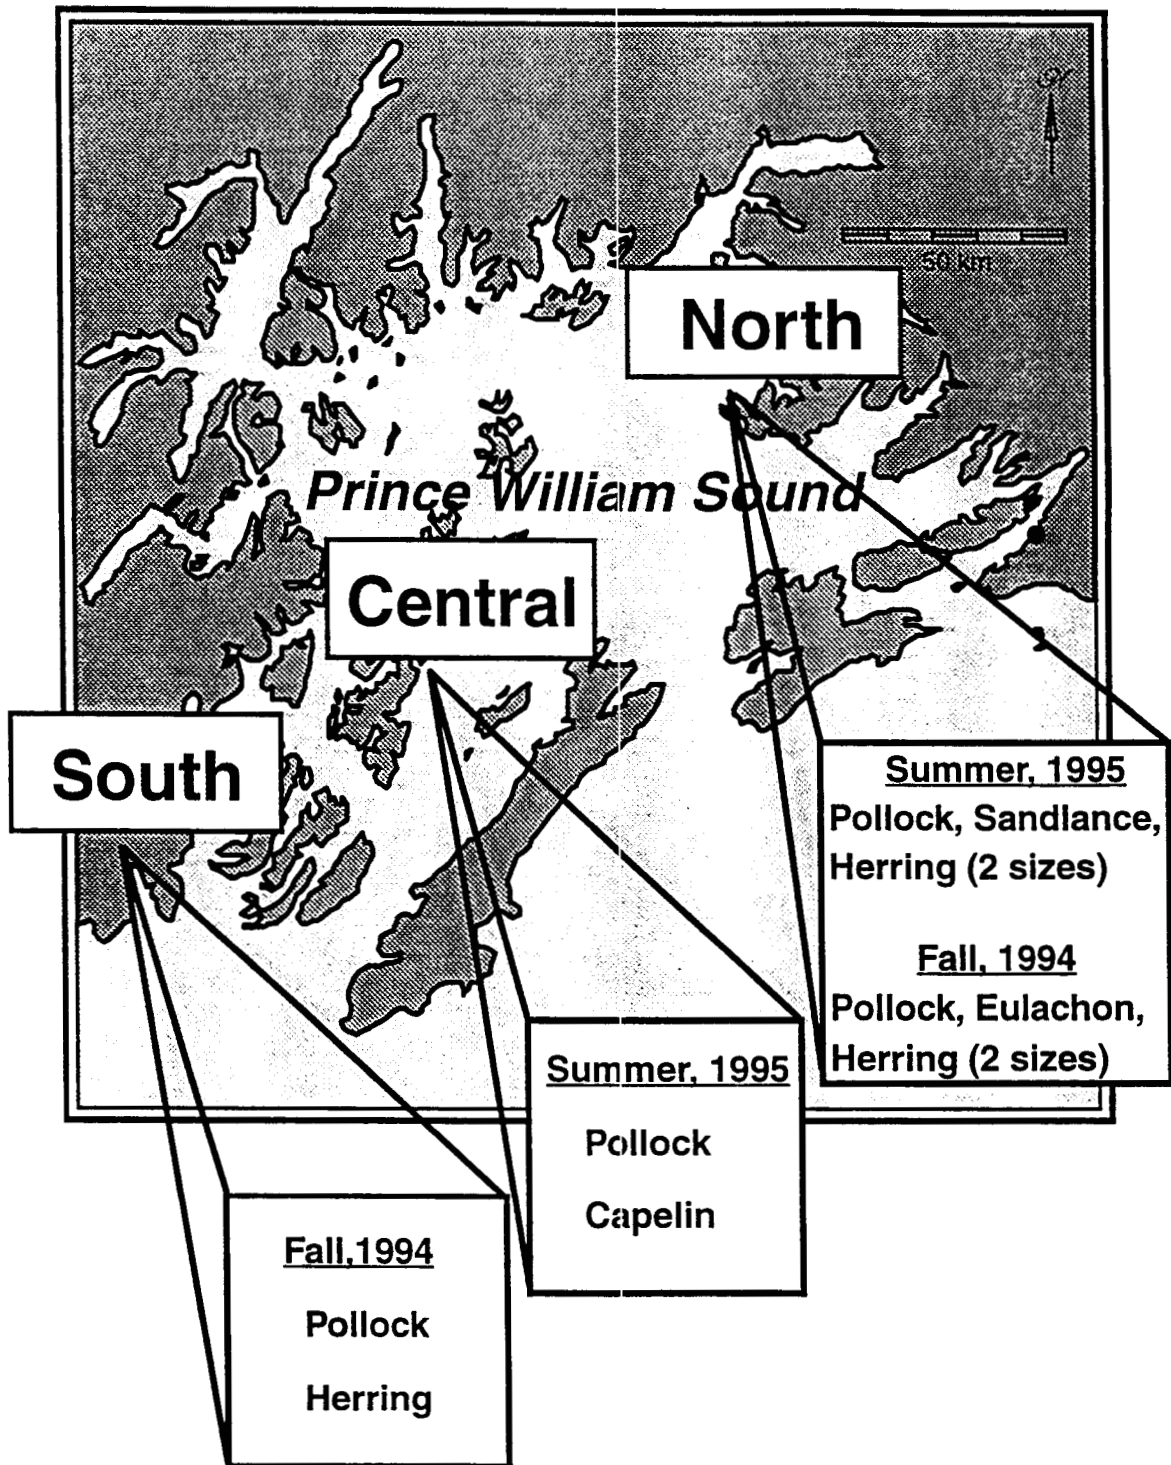 N
50 km
North
Prince William Sound
Central
South
Summer, 1995
Pollock, Sandlance,
Herring (2 sizes)
Fall, 1994
Pollock, Eulachon,
Herring (2 sizes)
Summer, 1995
Pollock
Capelin
Fall,1994
Pollock
Herring